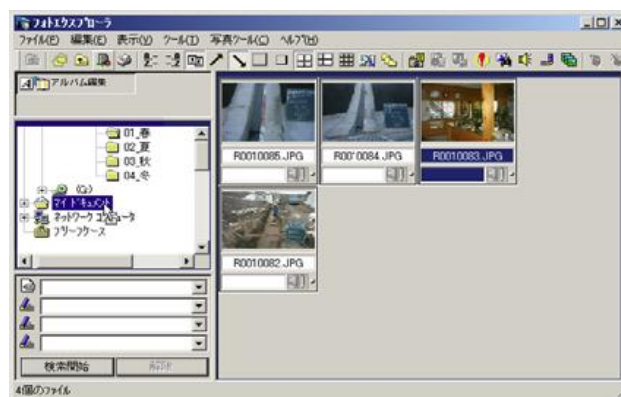 フォトエクスプローラ
ファイル(F) 編集(E) 表示(V) ツール(T) 写真ツール(C) ヘルプ(H)
アルバム編集
01_春
02_夏
03_秋
04_冬
(G:)
マイ ドキュメント
ネットワーク コンピュータ
ブリーフケース
検索開始
R0010085.JPG
R0010084.JPG
R0010083.JPG
R0010082.JPG
4個のファイル